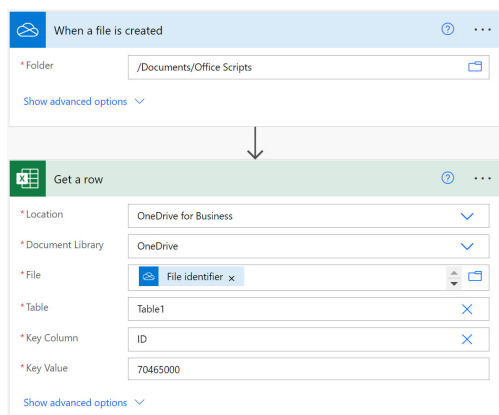 When a file is created
* Folder
/Documents/Office Scripts
Show advanced options
Get a row
* Location
OneDrive for Business
* Document Library
OneDrive
* File
File identifier x
* Table
Table1
* Key Column
ID
* Key Value
70465000
Show advanced options